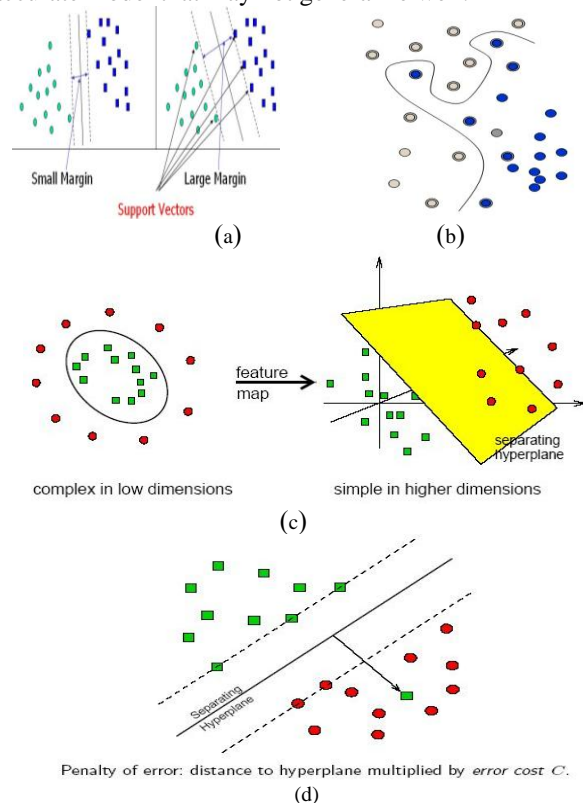 Small Margin
Large Margin
Support Vectors
(a)
(b)
feature
map
separating
hyperplane
complex in low dimensions
simple in higher dimensions
(c)
Separating
Hyperplane
Penalty of error: distance to hyperplane multiplied by error cost C.
(d)